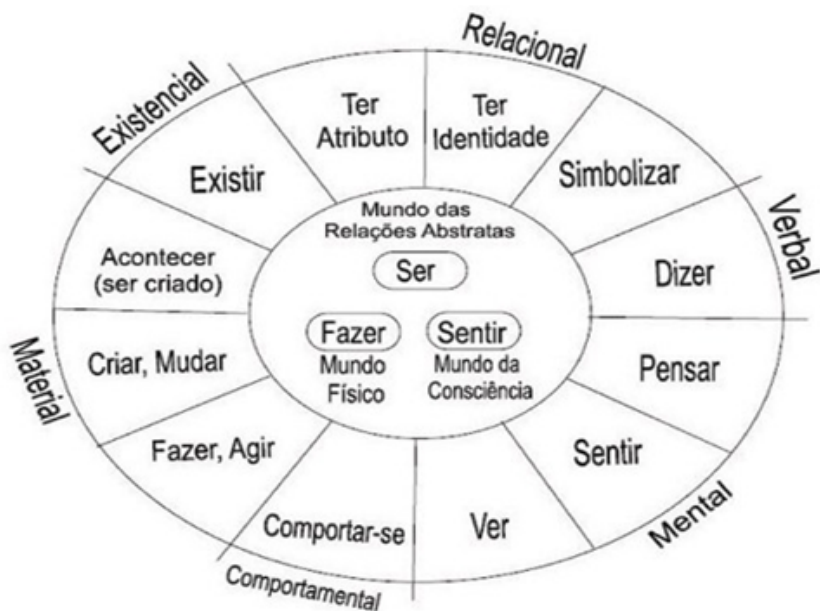 Relacional
Existencial
Ter
Atributo
Ter
Identidade
Existir
Simbolizar
Mundo das
Relações Abstratas
Ser
Verbal
Acontecer
(ser criado)
Dizer
Fazer
Mundo
Físico
Sentir
Mundo da
Consciência
Material
Criar, Mudar
Pensar
Fazer, Agir
Sentir
Mental
Comportar-se
Ver
Comportamental